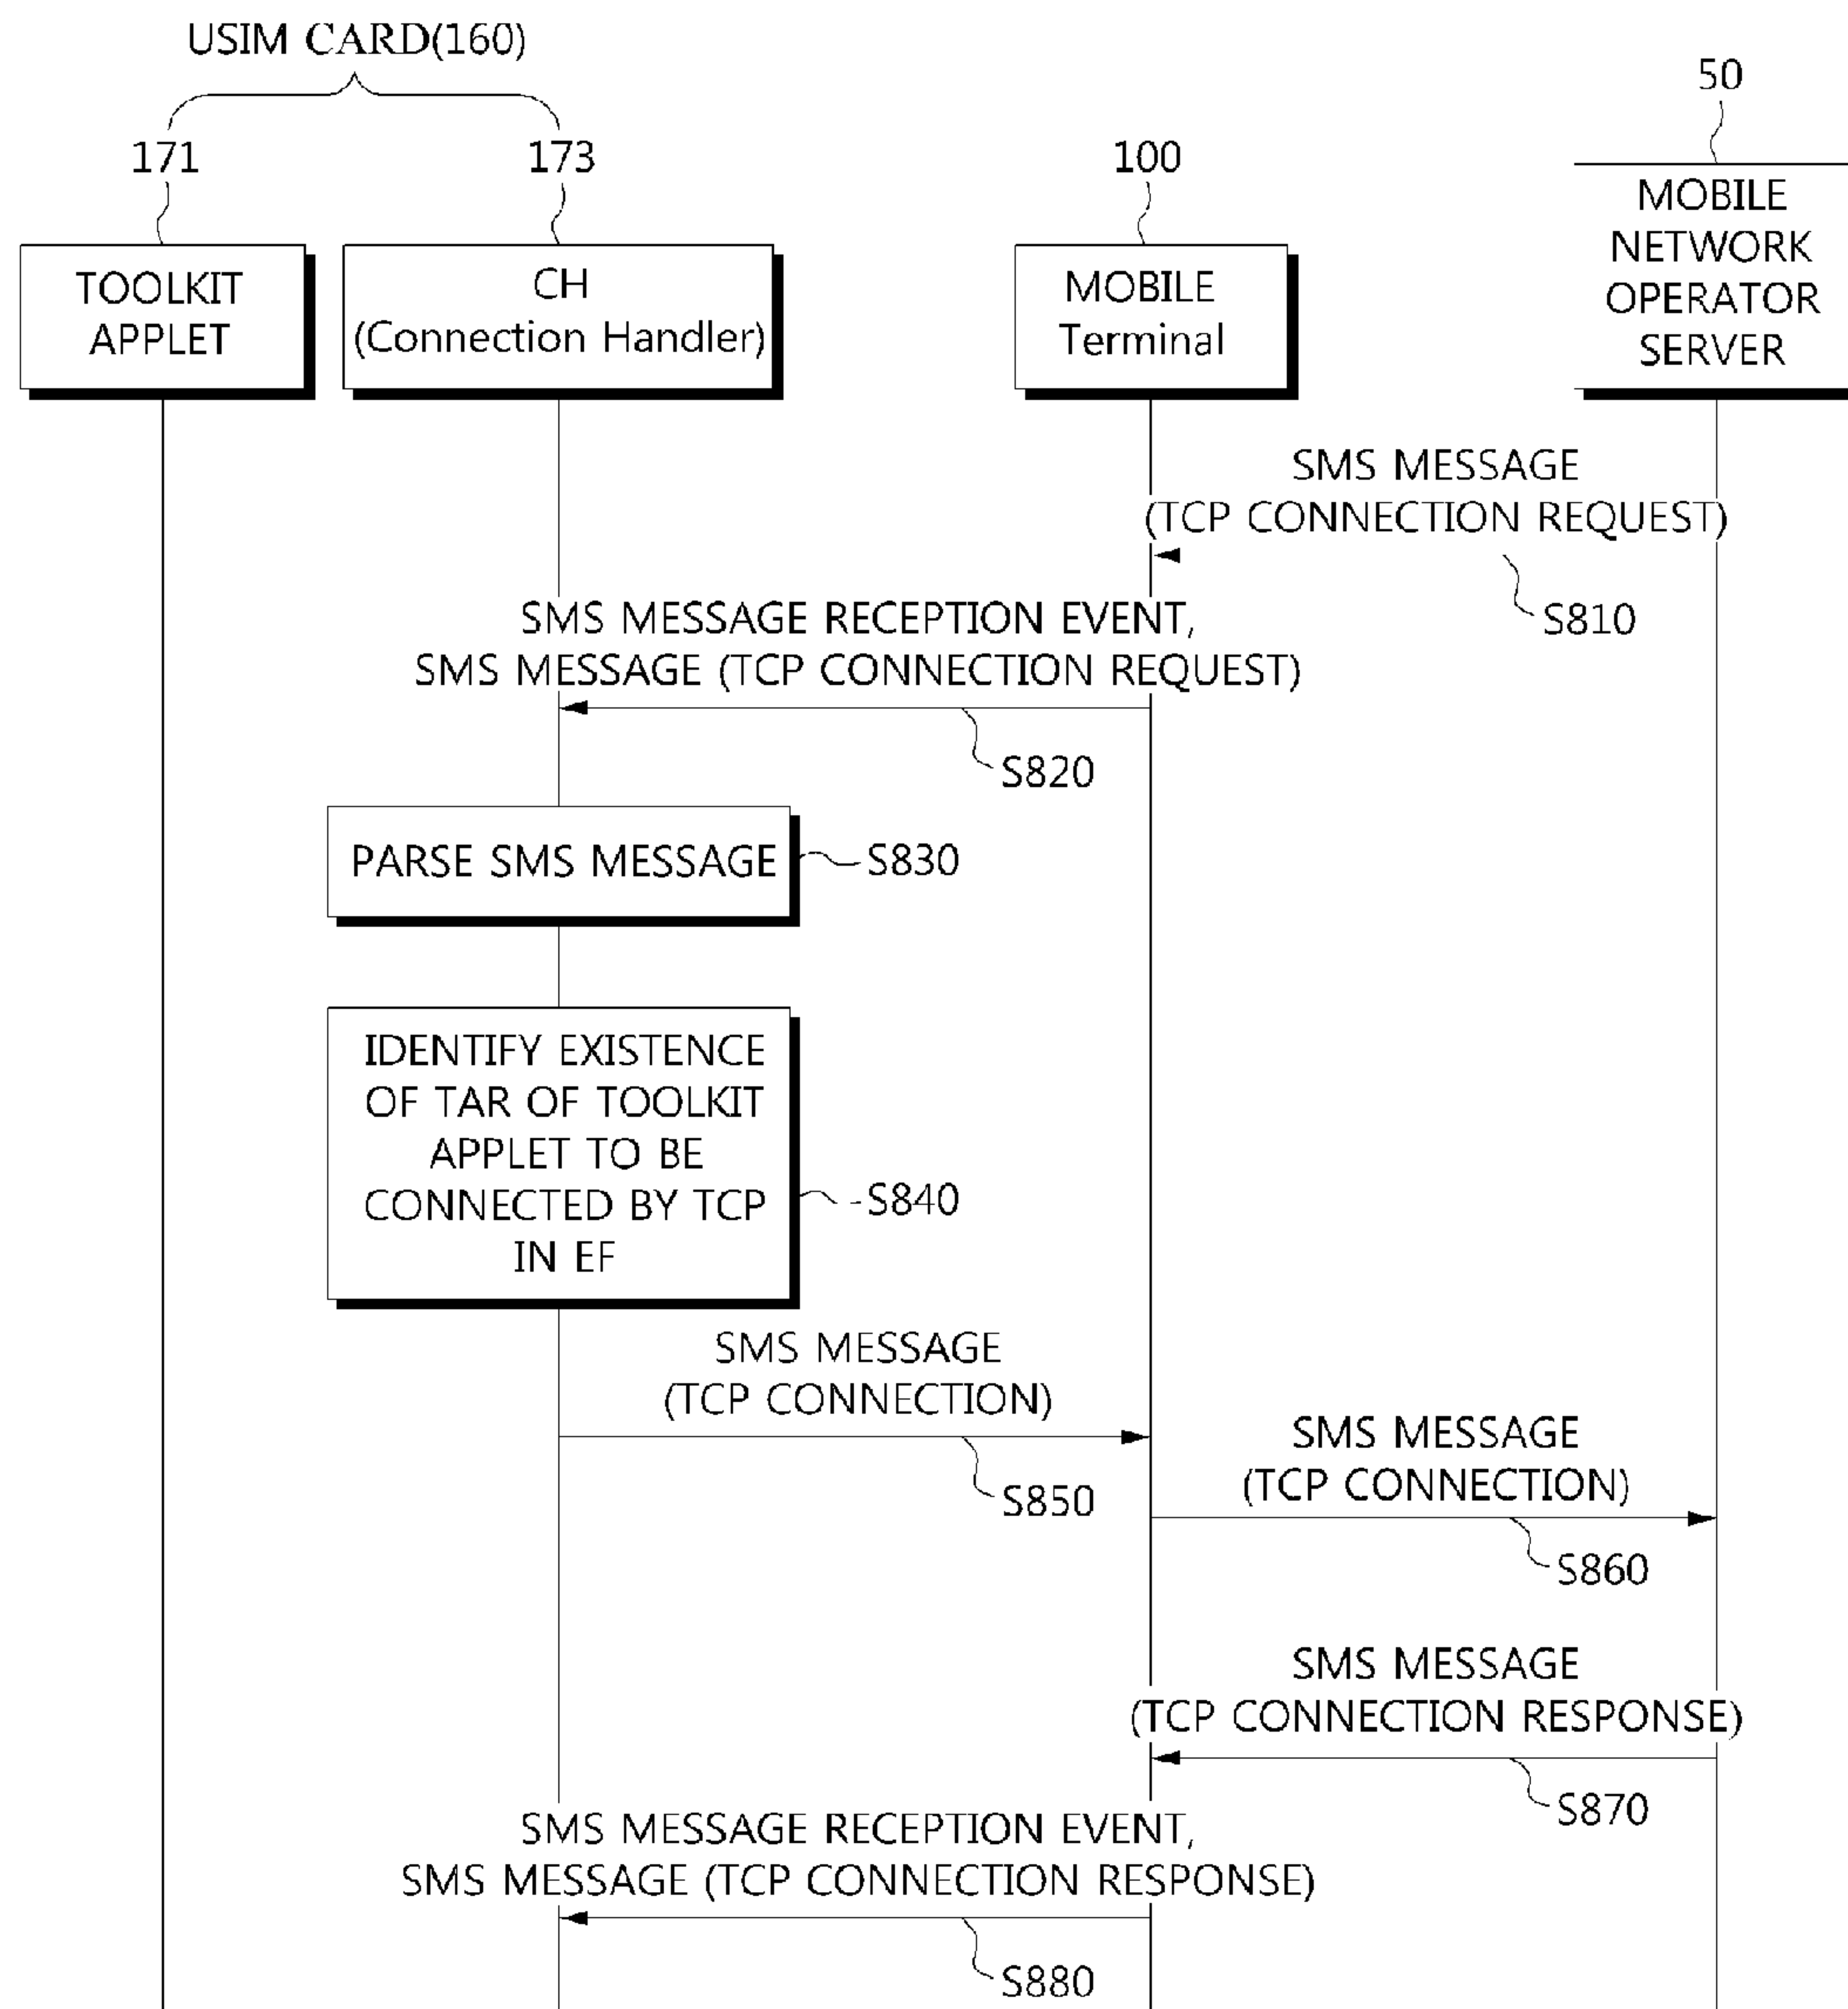 USIM CARD(160)
50
171
173
100
TOOLKIT
APPLET
CH
(Connection Handler)
MOBILE
Terminal
MOBILE
NETWORK
OPERATOR
SERVER
SMS MESSAGE
(TCP CONNECTION REQUEST)
S810
SMS MESSAGE RECEPTION EVENT,
SMS MESSAGE (TCP CONNECTION REQUEST)
S820
PARSE SMS MESSAGE
S830
IDENTIFY EXISTENCE
OF TAR OF TOOLKIT
APPLET TO BE
CONNECTED BY TCP
IN EF
S840
SMS MESSAGE
(TCP CONNECTION)
S850
SMS MESSAGE
(TCP CONNECTION)
S860
SMS MESSAGE
(TCP CONNECTION RESPONSE)
S870
SMS MESSAGE RECEPTION EVENT,
SMS MESSAGE (TCP CONNECTION RESPONSE)
S880